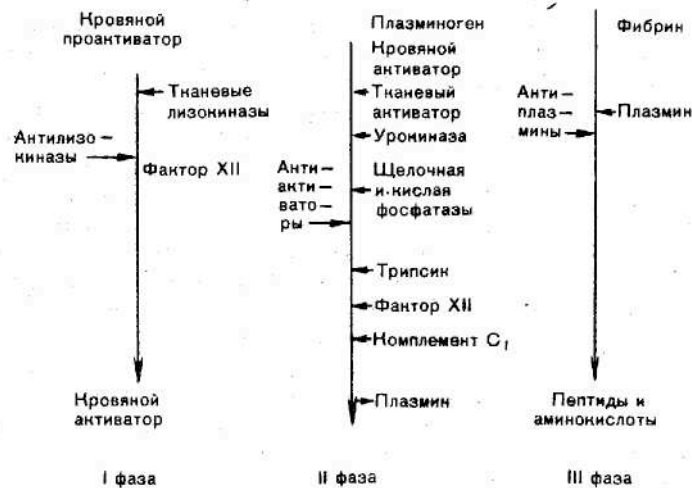 Кровяной
проактиватор
Тканевые
лизокиназы
Антилизо–
киназы
Фактор XII
Кровяной
активатор
I фаза
Плазминоген
Кровяной
активатор
Тканевый
активатор
Урокиназа
Анти–
акти–
вато–
ры
Щелочная
и кислая
фосфатазы
Трипсин
Фактор XII
Комплемент C1
Плазмин
II фаза
Фибрин
Анти–
плаз–
мины
Плазмин
Пептиды и
аминокислоты
III фаза